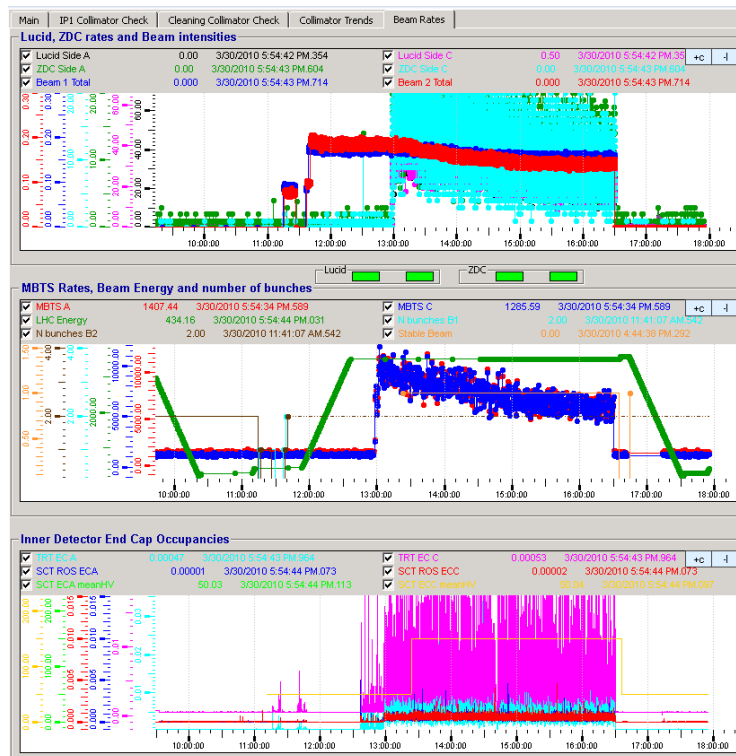 Main IP1 Collimator Check Cleaning Collimator Check Collimator Trends Beam Rates
Lucid, ZDC rates and Beam intensities
Lucid Side A 0.00 3/30/2010 5:54:42 PM.354 Lucid Side C 0.50 3/30/2010 5:54:42 PM.35 +c -l
ZDC Side A 0.00 3/30/2010 5:54:43 PM.604 ZDC Side C 0.00 3/30/2010 5:54:43 PM.604
Beam 1 Total 0.000 3/30/2010 5:54:43 PM.714 Beam 2 Total 0.000 3/30/2010 5:54:43 PM.714
10:00:00 11:00:00 12:00:00 13:00:00 14:00:00 15:00:00 16:00:00 17:00:00 18:00:00
Lucid ZDC
MBTS Rates, Beam Energy and number of bunches
MBTS A 1407.44 3/30/2010 5:54:34 PM.589 MBTS C 1285.59 3/30/2010 5:54:34 PM.589 +c -l
LHC Energy 434.16 3/30/2010 5:54:44 PM.031 N bunches B1 2.00 3/30/2010 11:41:07 AM.542
N bunches B2 2.00 3/30/2010 11:41:07 AM.542 Stable Beam 0.00 3/30/2010 4:44:38 PM.292
10:00:00 11:00:00 12:00:00 13:00:00 14:00:00 15:00:00 16:00:00 17:00:00 18:00:00
Inner Detector End Cap Occupancies
TRT EC A 0.00047 3/30/2010 5:54:43 PM.964 TRT EC C 0.00053 3/30/2010 5:54:43 PM.964 +c -l
SCT ROS ECA 0.00001 3/30/2010 5:54:44 PM.073 SCT ROS ECC 0.00002 3/30/2010 5:54:44 PM.073
SCT ECA meanHV 50.03 3/30/2010 5:54:44 PM.113 SCT ECC meanHV 50.04
10:00:00 11:00:00 12:00:00 13:00:00 14:00:00 15:00:00 16:00:00 17:00:00 18:00:00